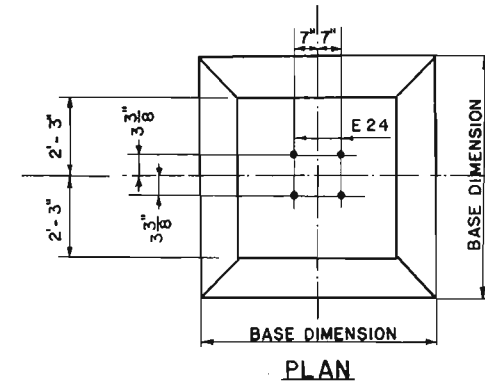 7" 7"
2'-3"
3 3/8"
E 24
2'-3"
3 3/8"
BASE DIMENSION
BASE DIMENSION
PLAN